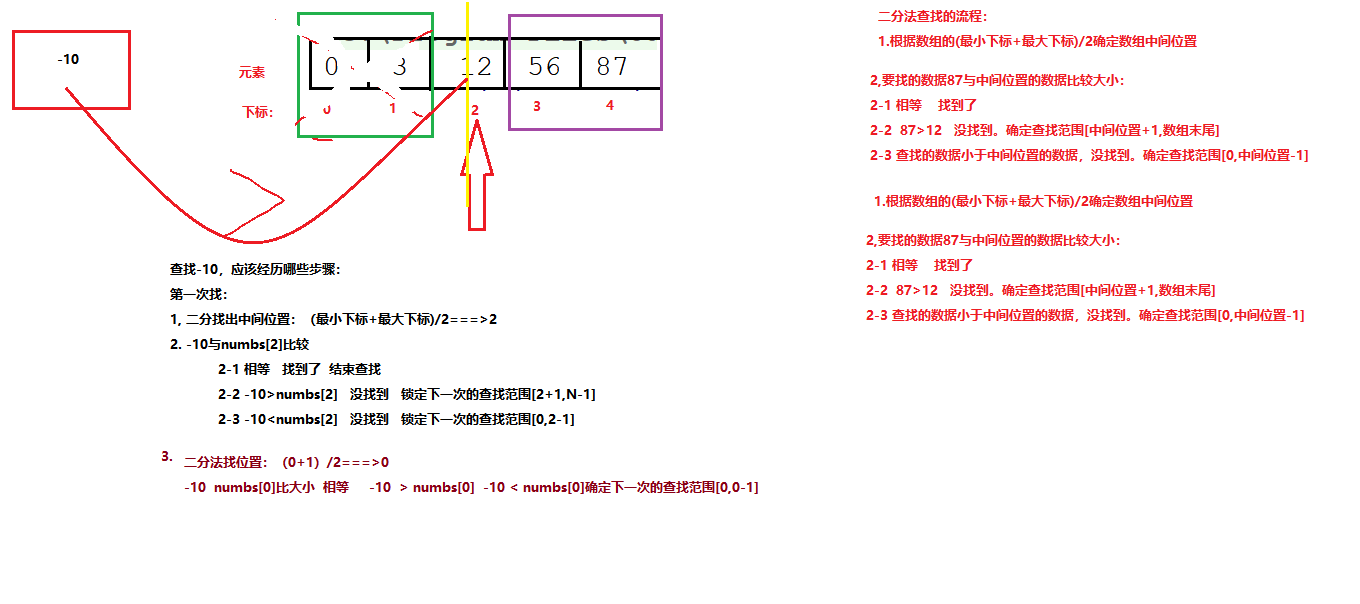 -10
元素
0 3 12 56 87
下标：
0 1 2 3 4
查找-10，应该经历哪些步骤：
第一次找：
1, 二分找出中间位置：（最小下标+最大下标)/2===>2
2. -10与numbs[2]比较
2-1 相等 找到了 结束查找
2-2 -10>numbs[2] 没找到 锁定下一次的查找范围[2+1,N-1]
2-3 -10<numbs[2] 没找到 锁定下一次的查找范围[0,2-1]
3.
二分法找位置：（0+1）/2===>0
-10 numbs[0]比大小 相等 -10 > numbs[0] -10 < numbs[0]确定下一次的查找范围[0,0-1]
二分法查找的流程：
1.根据数组的(最小下标+最大下标)/2确定数组中间位置
2,要找的数据87与中间位置的数据比较大小：
2-1 相等 找到了
2-2 87>12 没找到。确定查找范围[中间位置+1,数组末尾]
2-3 查找的数据小于中间位置的数据，没找到。确定查找范围[0,中间位置-1]
1.根据数组的(最小下标+最大下标)/2确定数组中间位置
2,要找的数据87与中间位置的数据比较大小：
2-1 相等 找到了
2-2 87>12 没找到。确定查找范围[中间位置+1,数组末尾]
2-3 查找的数据小于中间位置的数据，没找到。确定查找范围[0,中间位置-1]